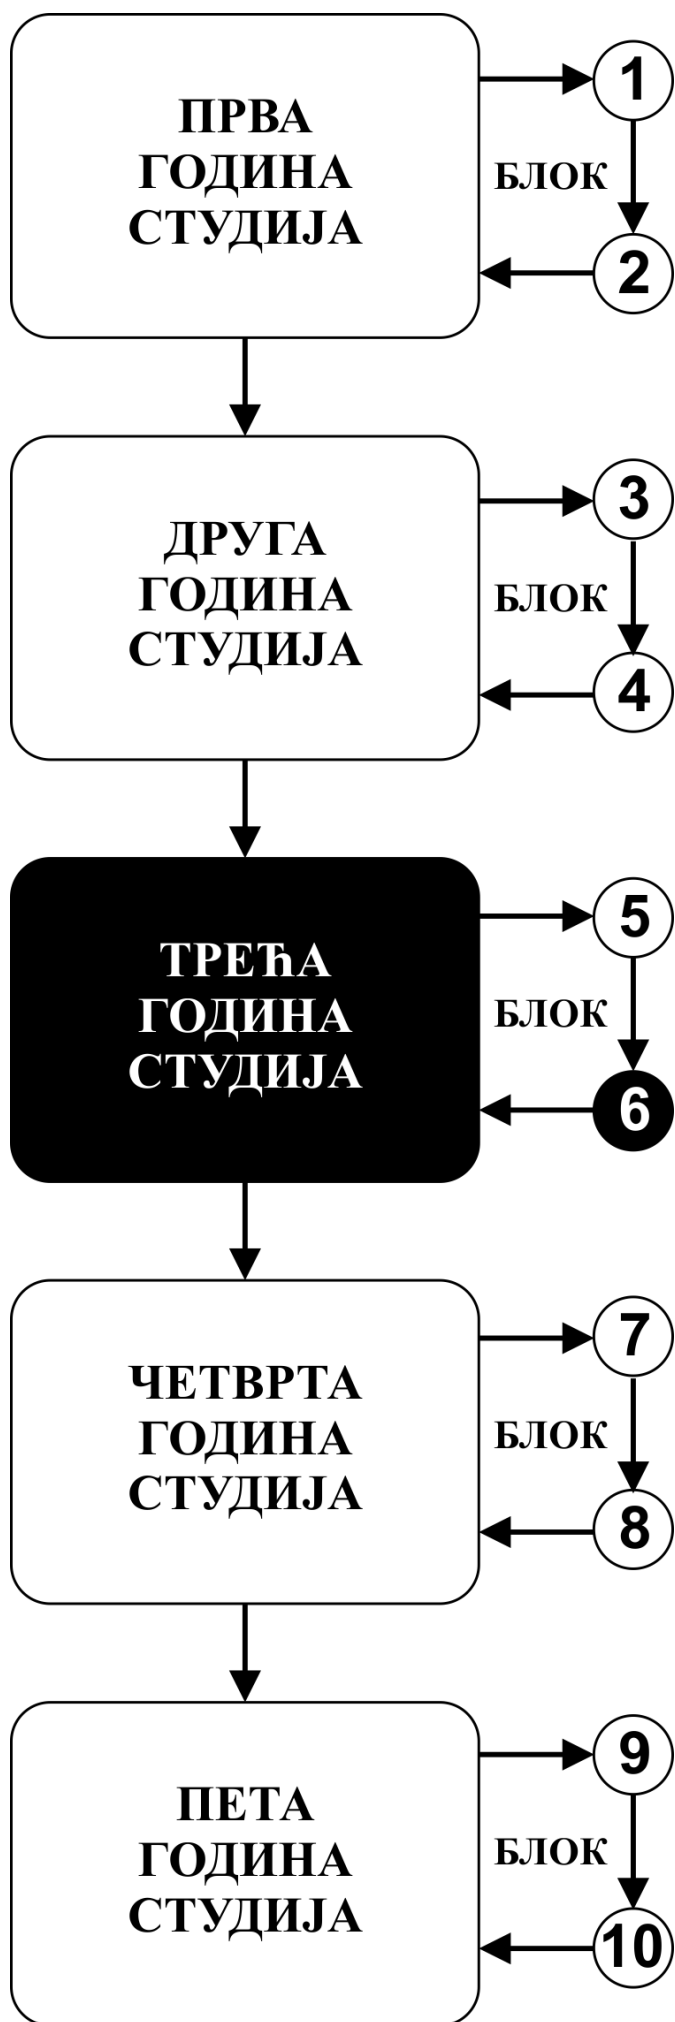 ПРВА
ГОДИНА
СТУДИЈА
1
БЛОК
2
ДРУГА
ГОДИНА
СТУДИЈА
3
БЛОК
4
ТРЕЋА
ГОДИНА
СТУДИЈА
5
БЛОК
6
ЧЕТВРТА
ГОДИНА
СТУДИЈА
7
БЛОК
8
ПЕТА
ГОДИНА
СТУДИЈА
9
БЛОК
10